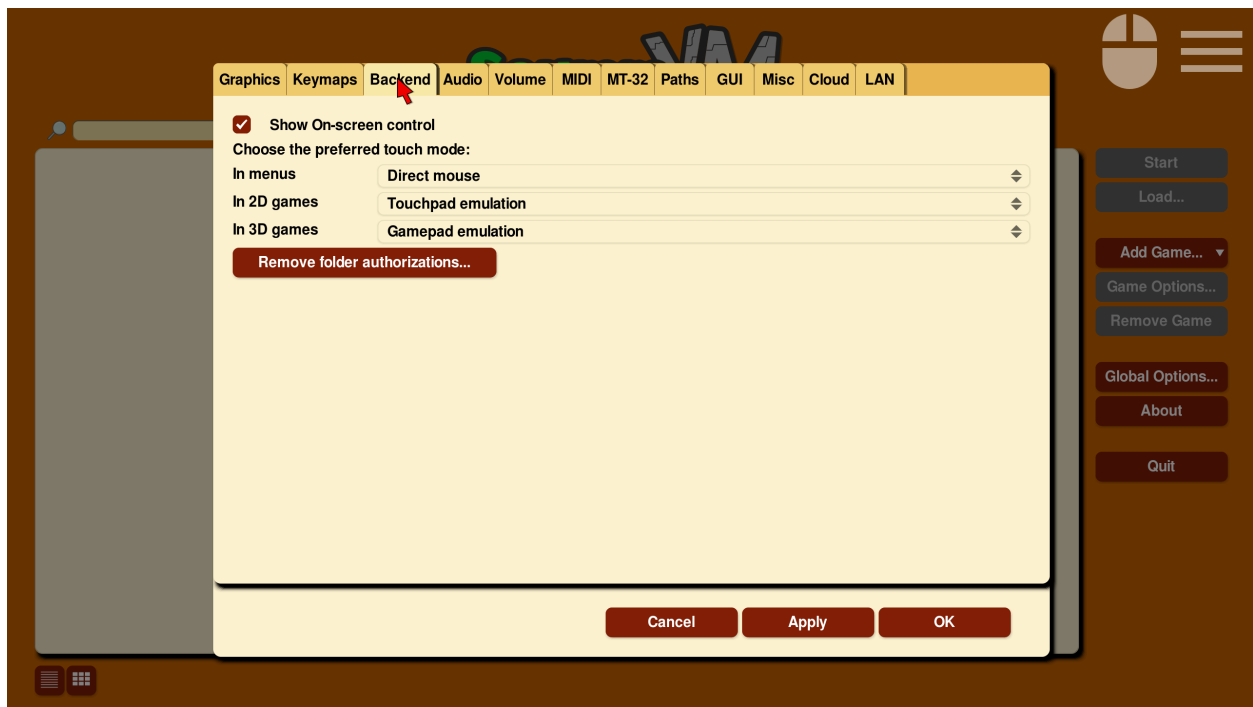 Graphics Keymaps Backend Audio Volume MIDI MT-32 Paths GUI Misc Cloud LAN
Show On-screen control
Choose the preferred touch mode:
In menus Direct mouse
In 2D games Touchpad emulation
In 3D games Gamepad emulation
Remove folder authorizations...
Cancel Apply OK
Start
Load...
Add Game...
Game Options...
Remove Game
Global Options...
About
Quit